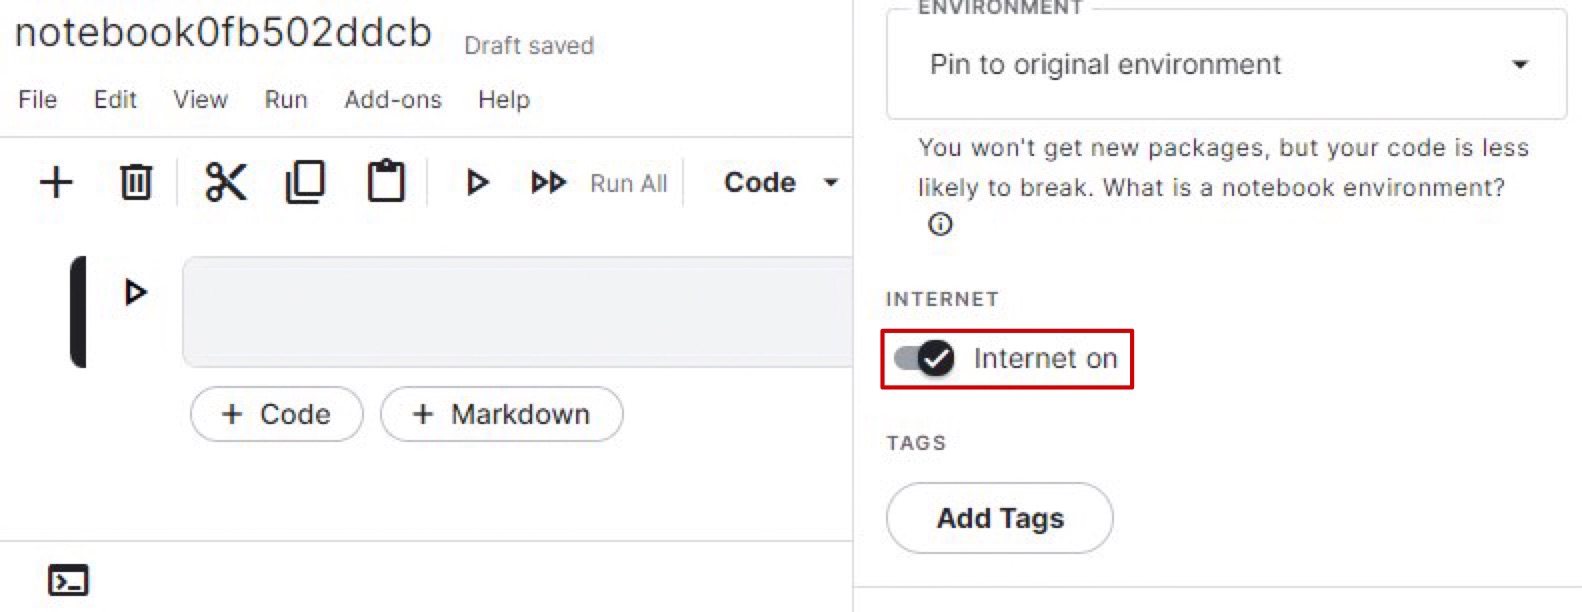 notebook0fb502ddcb Draft saved
File Edit View Run Add-ons Help
Run All Code
+ Code + Markdown
ENVIRONMENT
Pin to original environment
You won't get new packages, but your code is less
likely to break. What is a notebook environment?
INTERNET
Internet on
TAGS
Add Tags